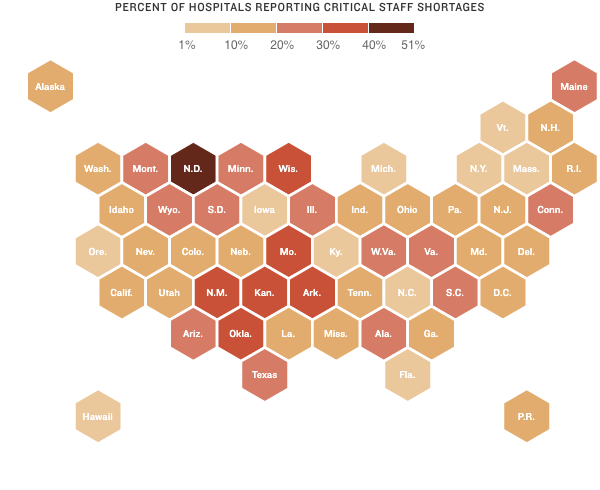 PERCENT OF HOSPITALS REPORTING CRITICAL STAFF SHORTAGES
1% 10% 20% 30% 40% 51%
Alaska Maine
Vt. N.H.
Wash. Mont. N.D. Minn. Wis. Mich. N.Y. Mass. R.I.
Idaho Wyo. S.D. Iowa Ill. Ind. Ohio Pa. N.J. Conn.
Ore. Nev. Colo. Neb. Mo. Ky. W.Va. Va. Md. Del.
Calif. Utah N.M. Kan. Ark. Tenn. N.C. S.C. D.C.
Ariz. Okla. La. Miss. Ala. Ga.
Texas Fla.
Hawaii P.R.